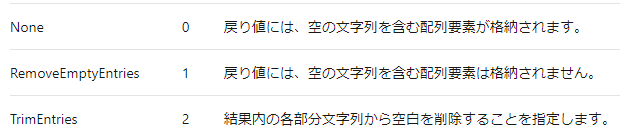 None 0 戻り値には、空の文字列を含む配列要素が格納されます。
RemoveEmptyEntries 1 戻り値には、空の文字列を含む配列要素は格納されません。
TrimEntries 2 結果内の各部分文字列から空白を削除することを指定します。